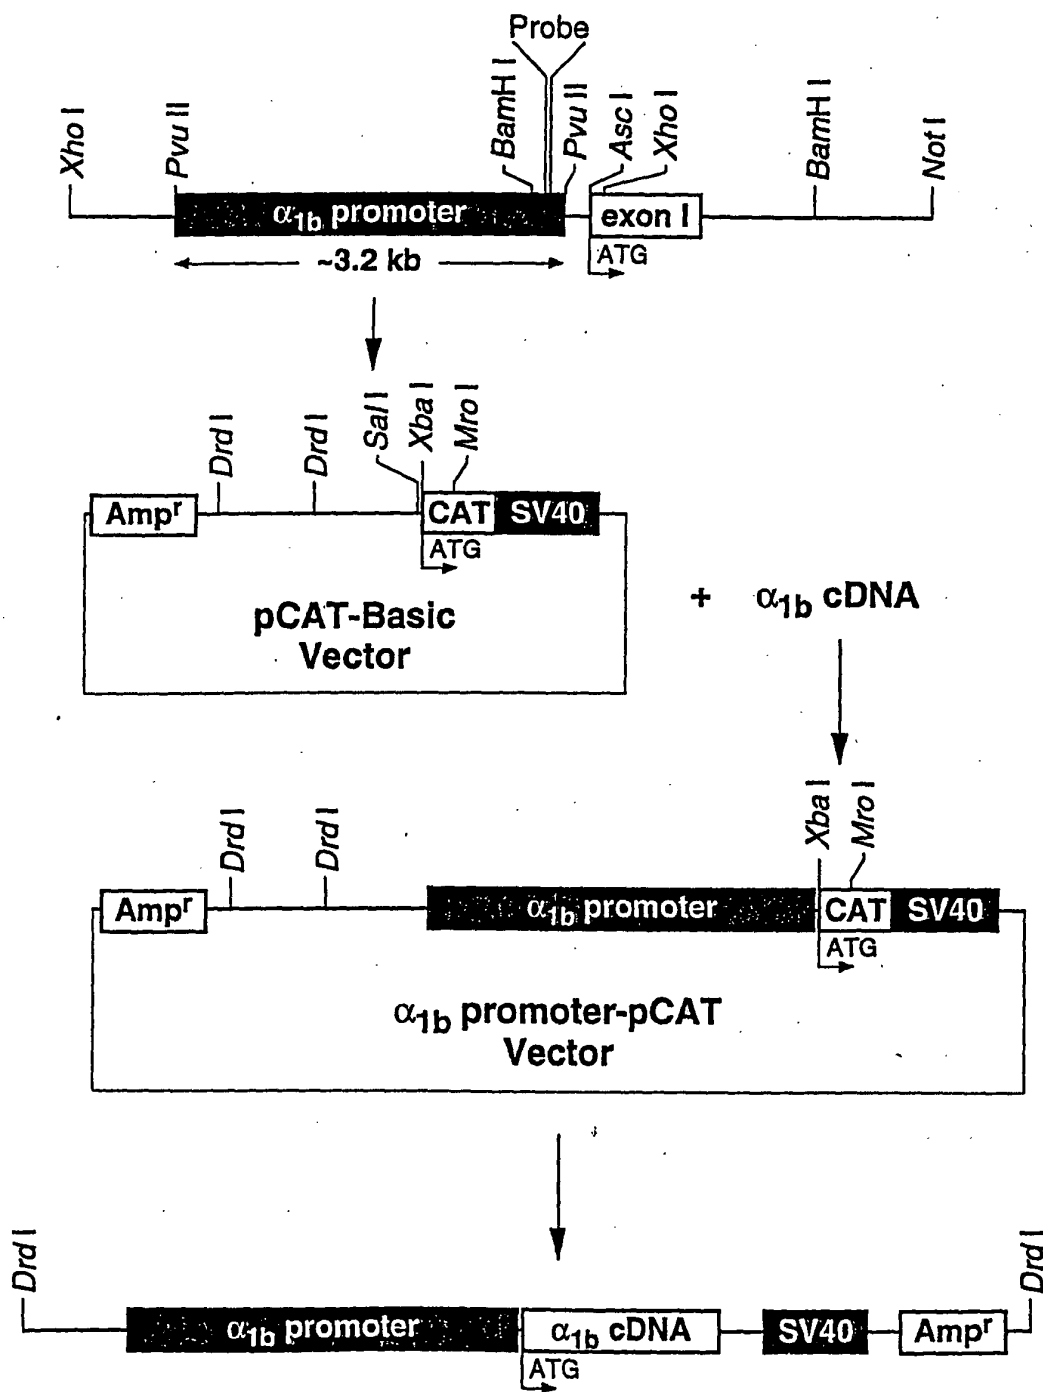 Probe
Xho I
Pvu II
BamH I
Pvu II
Asc I
Xho I
BamH I
Not I
α1b promoter
exon I
~3.2 kb
ATG
Drd I
Drd I
Sal I
Xba I
Mro I
Ampr
CAT
SV40
ATG
pCAT-Basic
Vector
+ α1b cDNA
Drd I
Drd I
Xba I
Mro I
Ampr
α1b promoter
CAT
SV40
ATG
α1b promoter-pCAT
Vector
Drd I
Drd I
α1b promoter
α1b cDNA
SV40
Ampr
ATG